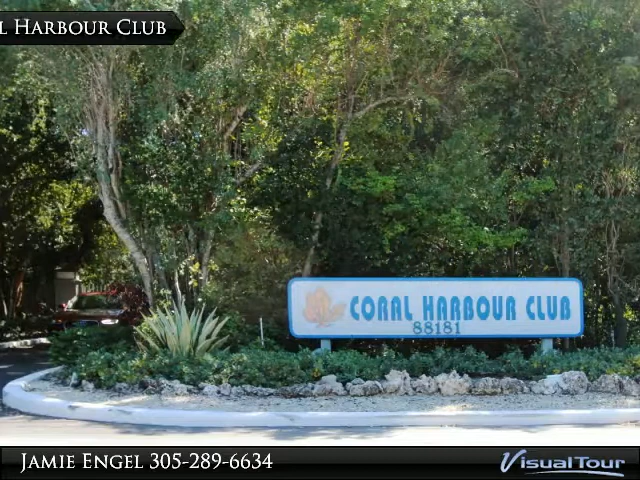 L HARBOUR CLUB
CORAL HARBOUR CLUB
88181
JAMIE ENGEL 305-289-6634
VISUALTOUR